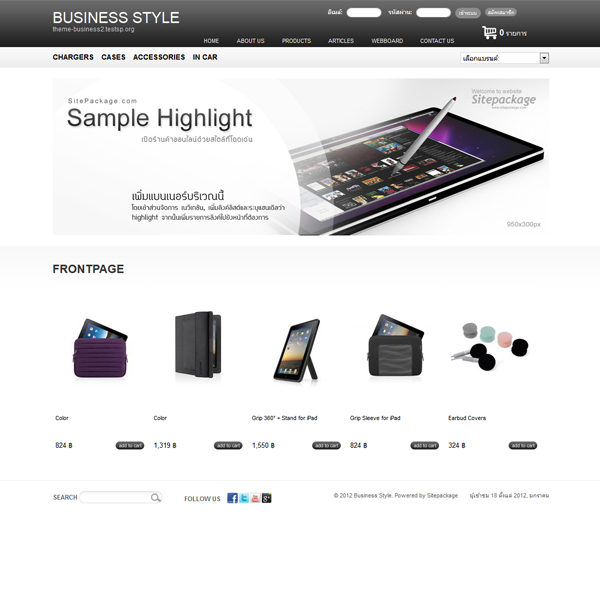 BUSINESS STYLE
theme-business2.testsp.org
อีเมล์: รหัสผ่าน: เข้าระบบ สมัครสมาชิก
HOME ABOUT US PRODUCTS ARTICLES WEBBOARD CONTACT US
0 รายการ
CHARGERS CASES ACCESSORIES IN CAR
เลือกแบรนด์:
SitePackage.com
Sample Highlight
เปิดร้านค้าออนไลน์ด้วยสไตล์ที่โดดเด่น
Welcome to website
Sitepackage
เพิ่มแบนเนอร์บริเวณนี้
โดยเข้าส่วนจัดการ เนวิเกชัน, เพิ่มลิงค์ลิสต์และระบุแฮนเดิลว่า
highlight จากนั้นเพิ่มรายการลิงค์ไปยังหน้าที่ต้องการ
950x300px
FRONTPAGE
Color Color Grip 360° + Stand for iPad Grip Sleeve for iPad Earbud Covers
824 ฿ add to cart 1,319 ฿ add to cart 1,550 ฿ add to cart 824 ฿ add to cart 324 ฿ add to cart
SEARCH FOLLOW US © 2012 Business Style. Powered by Sitepackage ผู้เข้าชม 18 ตั้งแต่ 2012, มกราคม